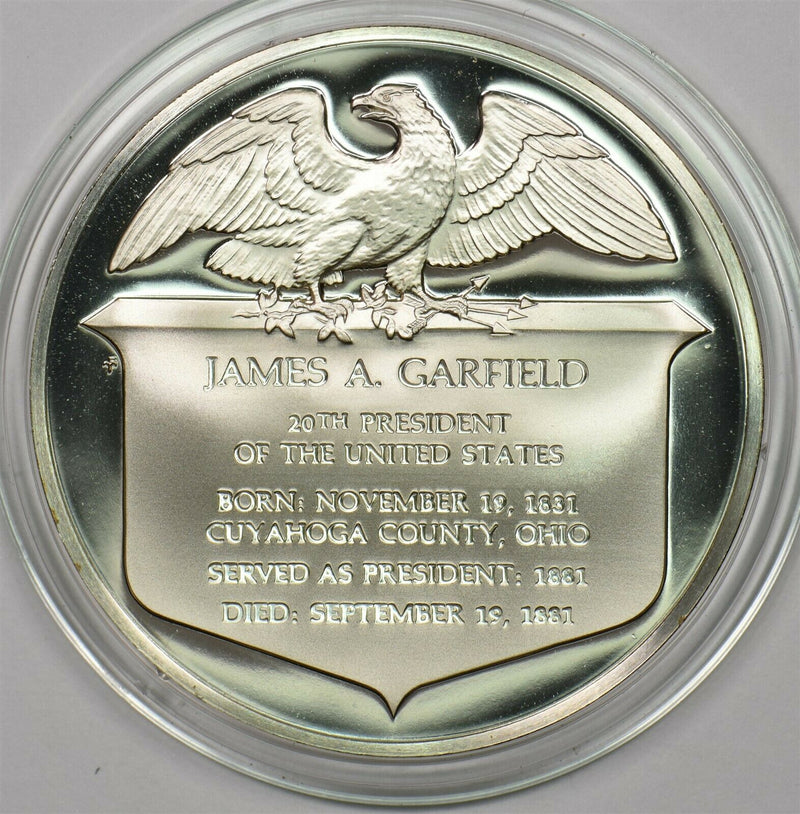 JAMES A. GARFIELD
20TH PRESIDENT
OF THE UNITED STATES
BORN: NOVEMBER 19, 1831
CUYAHOGA COUNTY, OHIO
SERVED AS PRESIDENT: 1881
DIED: SEPTEMBER 19, 1881